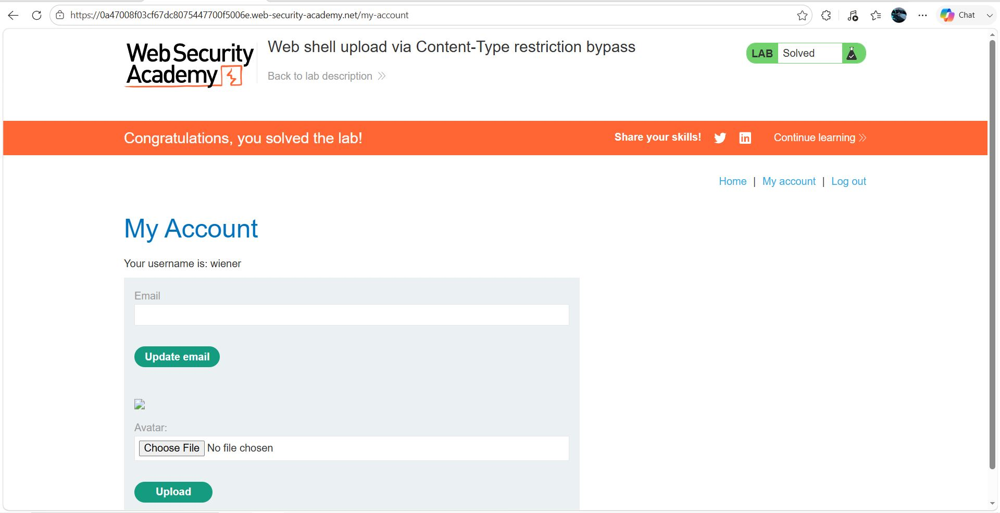 https://0a47008f03cf67dc8075447700f5006e.web-security-academy.net/my-account
Chat
Web Security
Academy
Web shell upload via Content-Type restriction bypass
Back to lab description
LAB Solved
Congratulations, you solved the lab!
Share your skills!
Continue learning
Home | My account | Log out
My Account
Your username is: wiener
Email
Update email
Avatar:
Choose File No file chosen
Upload